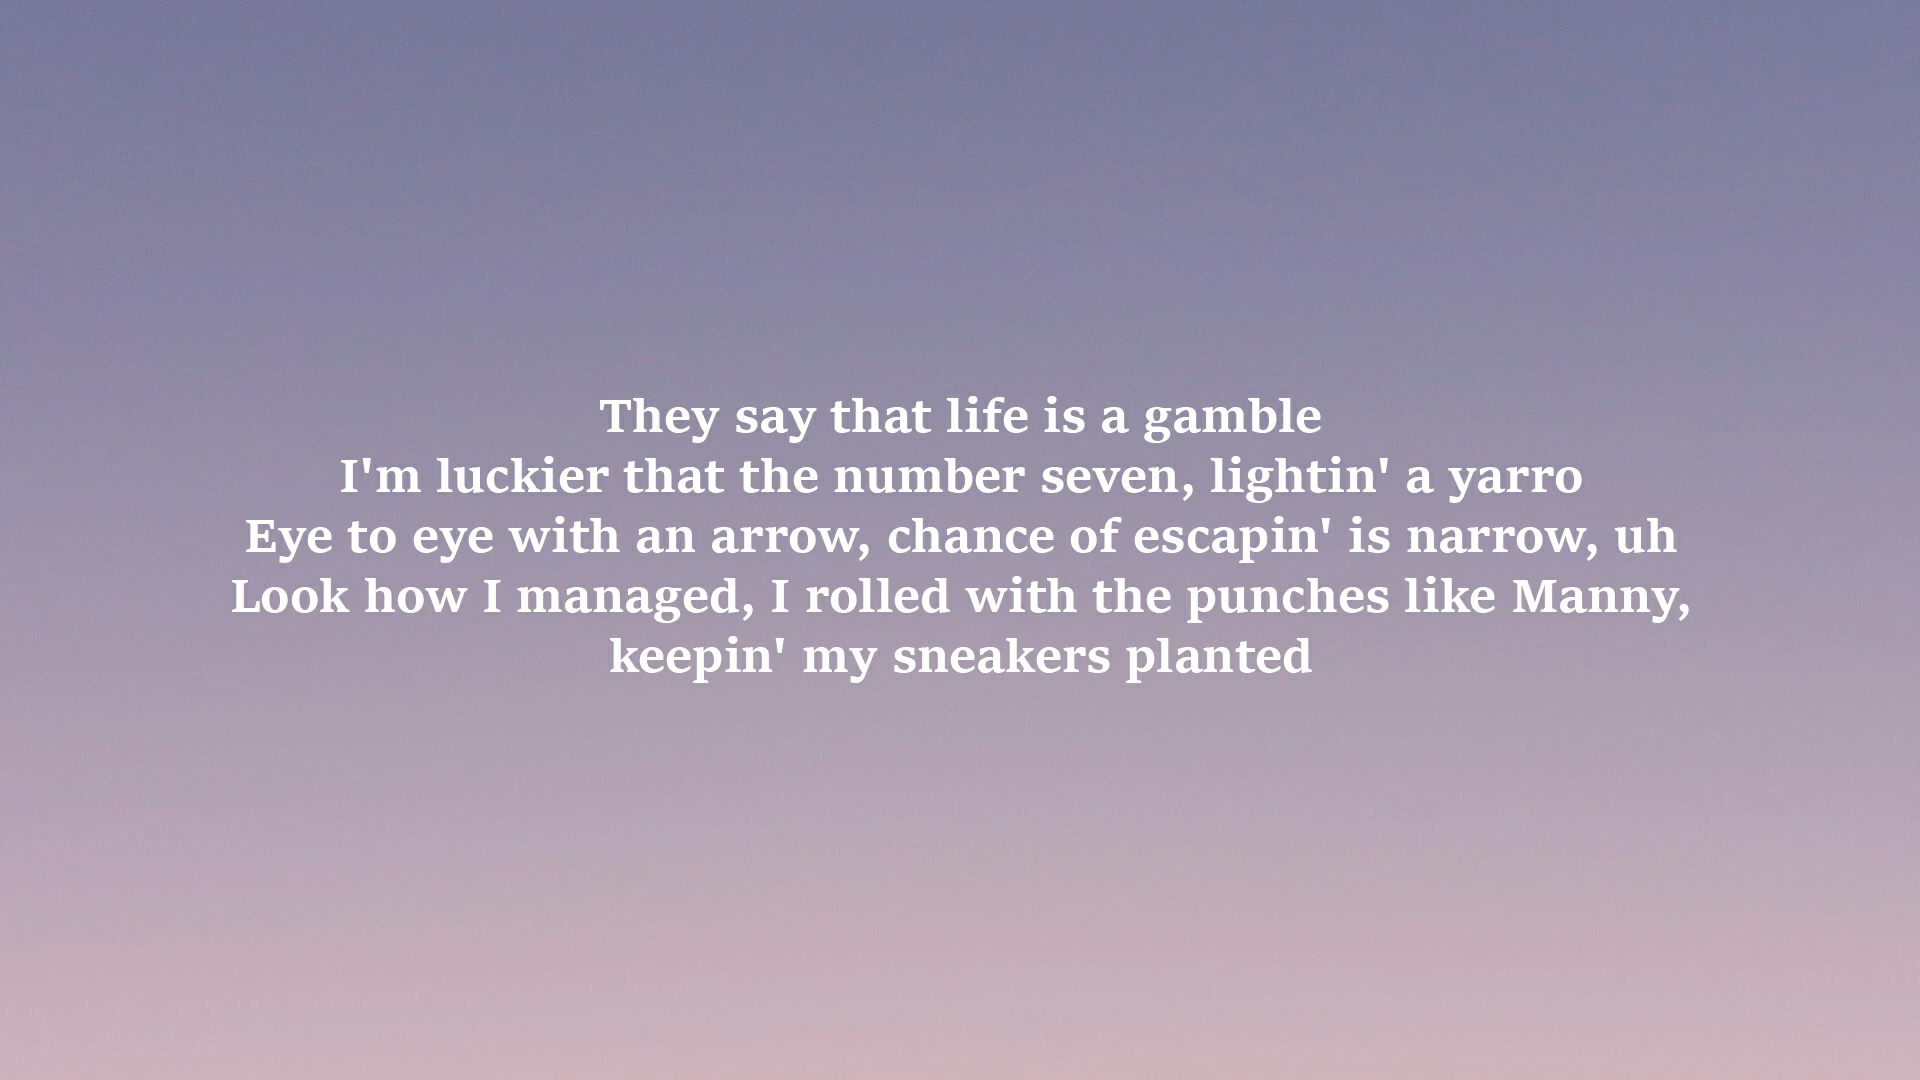 They say that life is a gamble
I'm luckier that the number seven, lightin' a yarro
Eye to eye with an arrow, chance of escapin' is narrow, uh
Look how I managed, I rolled with the punches like Manny,
keepin' my sneakers planted